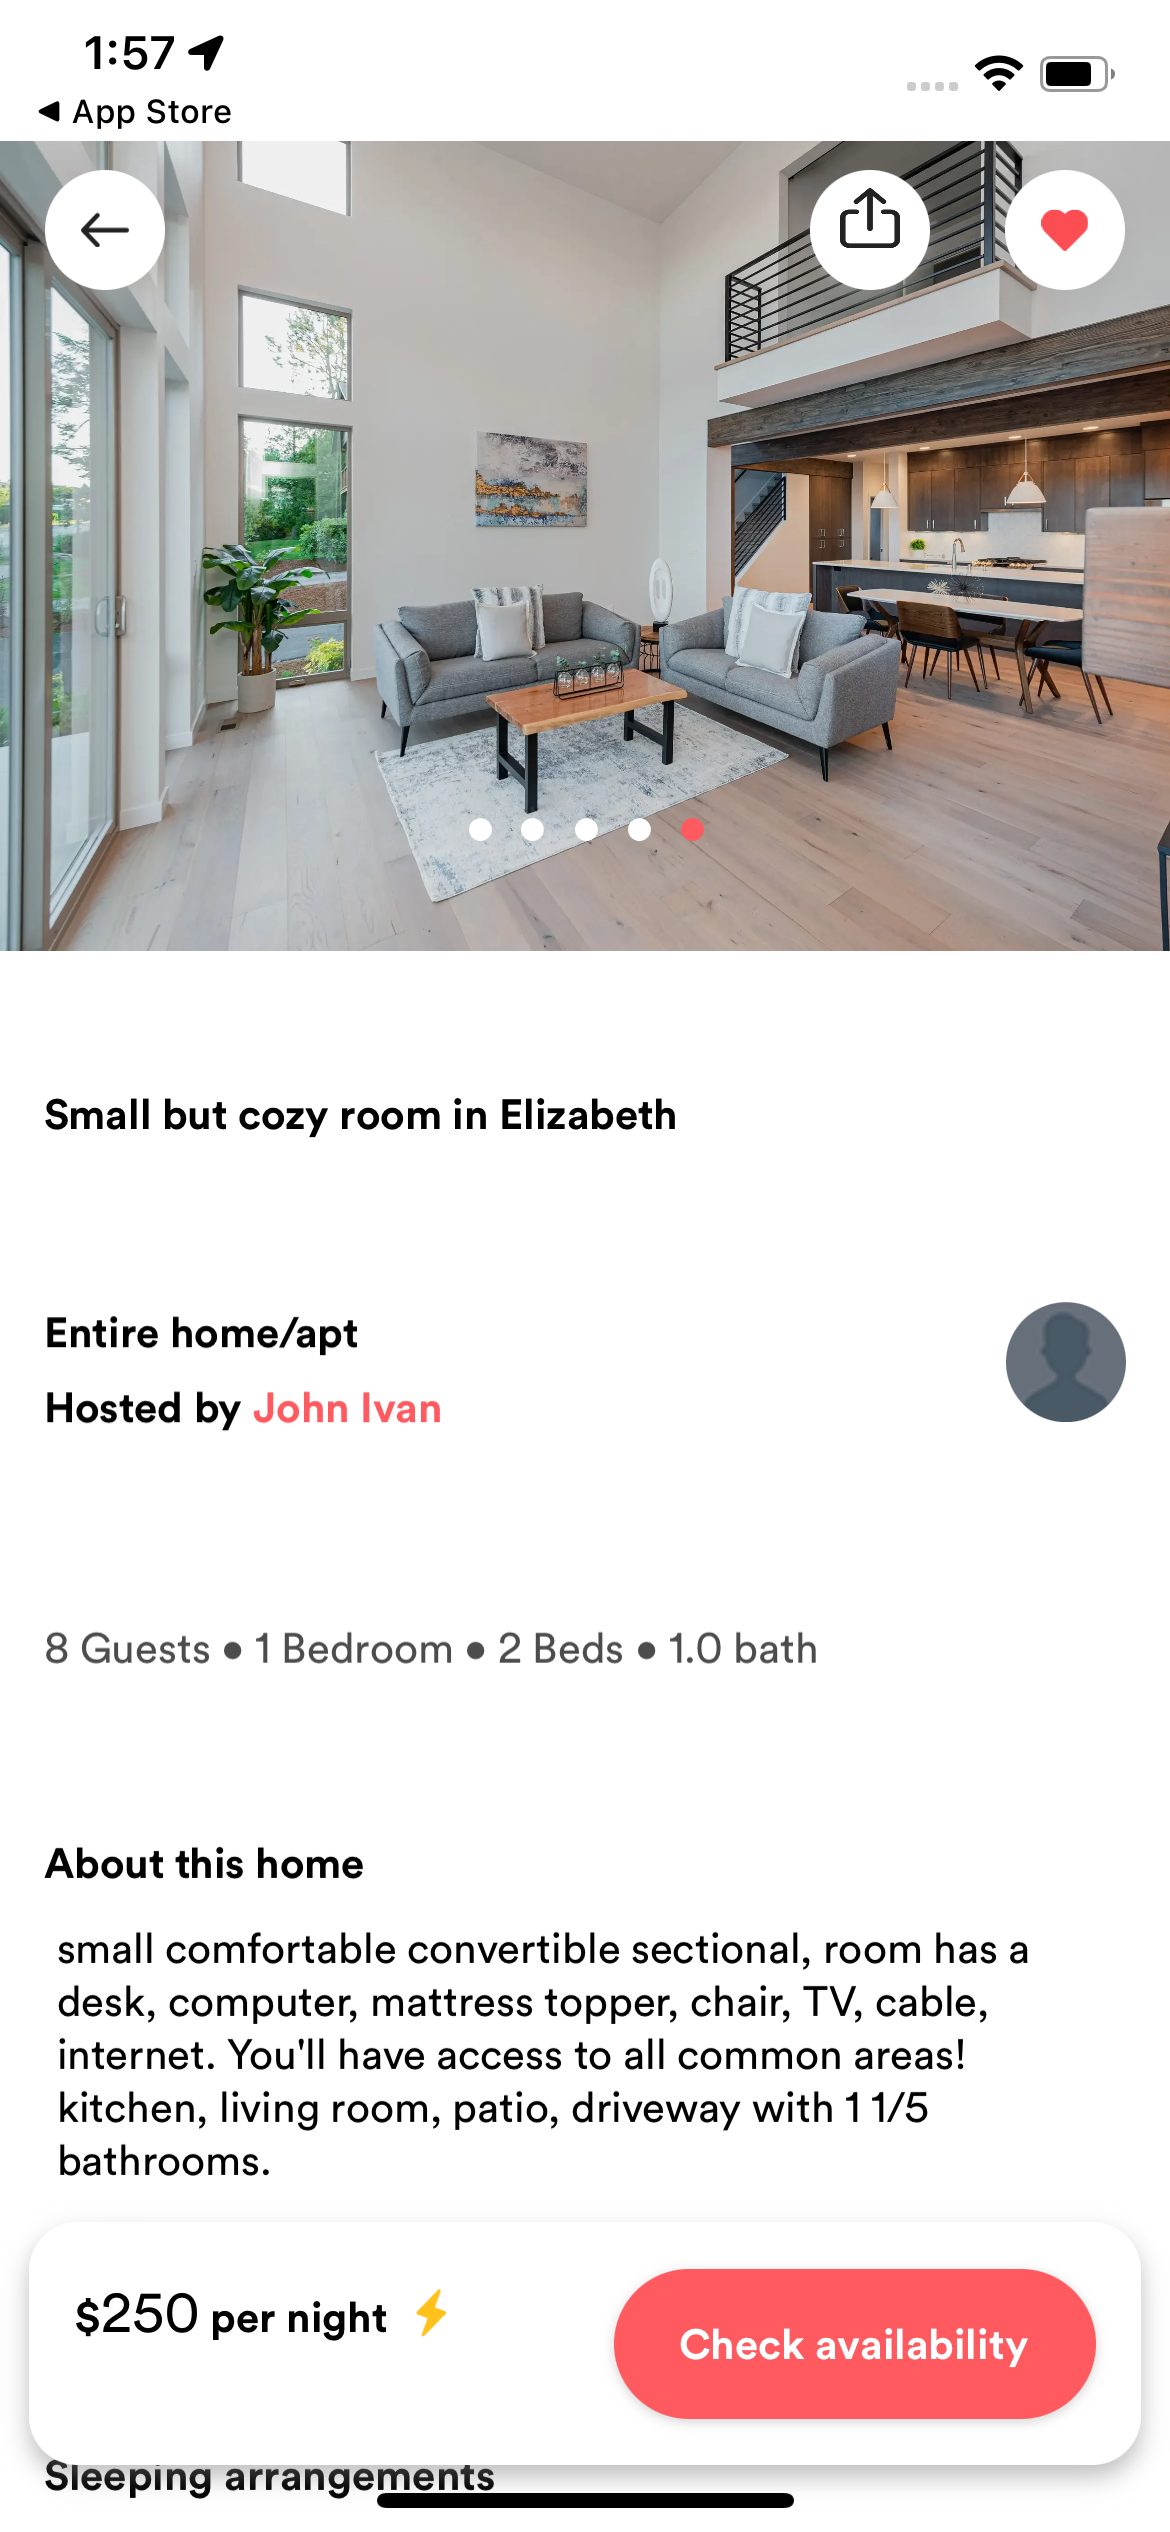 1:57
App Store
Small but cozy room in Elizabeth
Entire home/apt
Hosted by John Ivan
8 Guests • 1 Bedroom • 2 Beds • 1.0 bath
About this home
small comfortable convertible sectional, room has a
desk, computer, mattress topper, chair, TV, cable,
internet. You'll have access to all common areas!
kitchen, living room, patio, driveway with 1 1/5
bathrooms.
$250 per night
Check availability
Sleeping arrangements